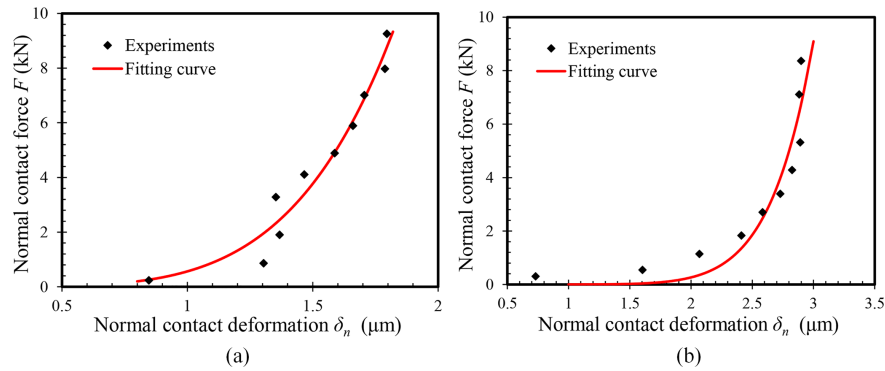 10
8
6
4
2
0
Normal contact force F (kN)
Experiments
Fitting curve
0.5
1
1.5
2
Normal contact deformation δn (μm)
(a)
10
8
6
4
2
0
Normal contact force F (kN)
Experiments
Fitting curve
0.5
1
1.5
2
2.5
3
3.5
Normal contact deformation δn (μm)
(b)